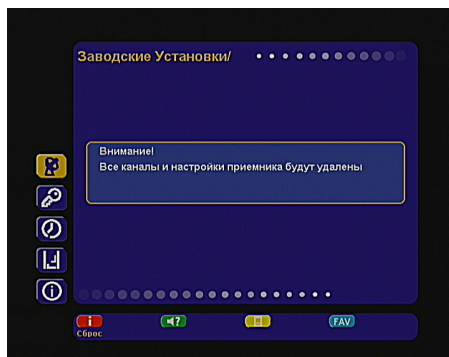 Заводские Установки/
Внимание!
Все каналы и настройки приемника будут удалены
i
?
FAV
Сброс